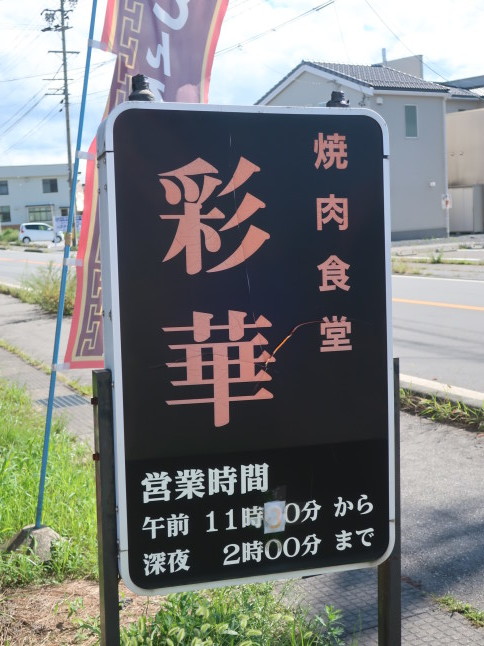 焼肉食堂
彩華
営業時間
午前 11時00分 から
深夜 2時00分 まで